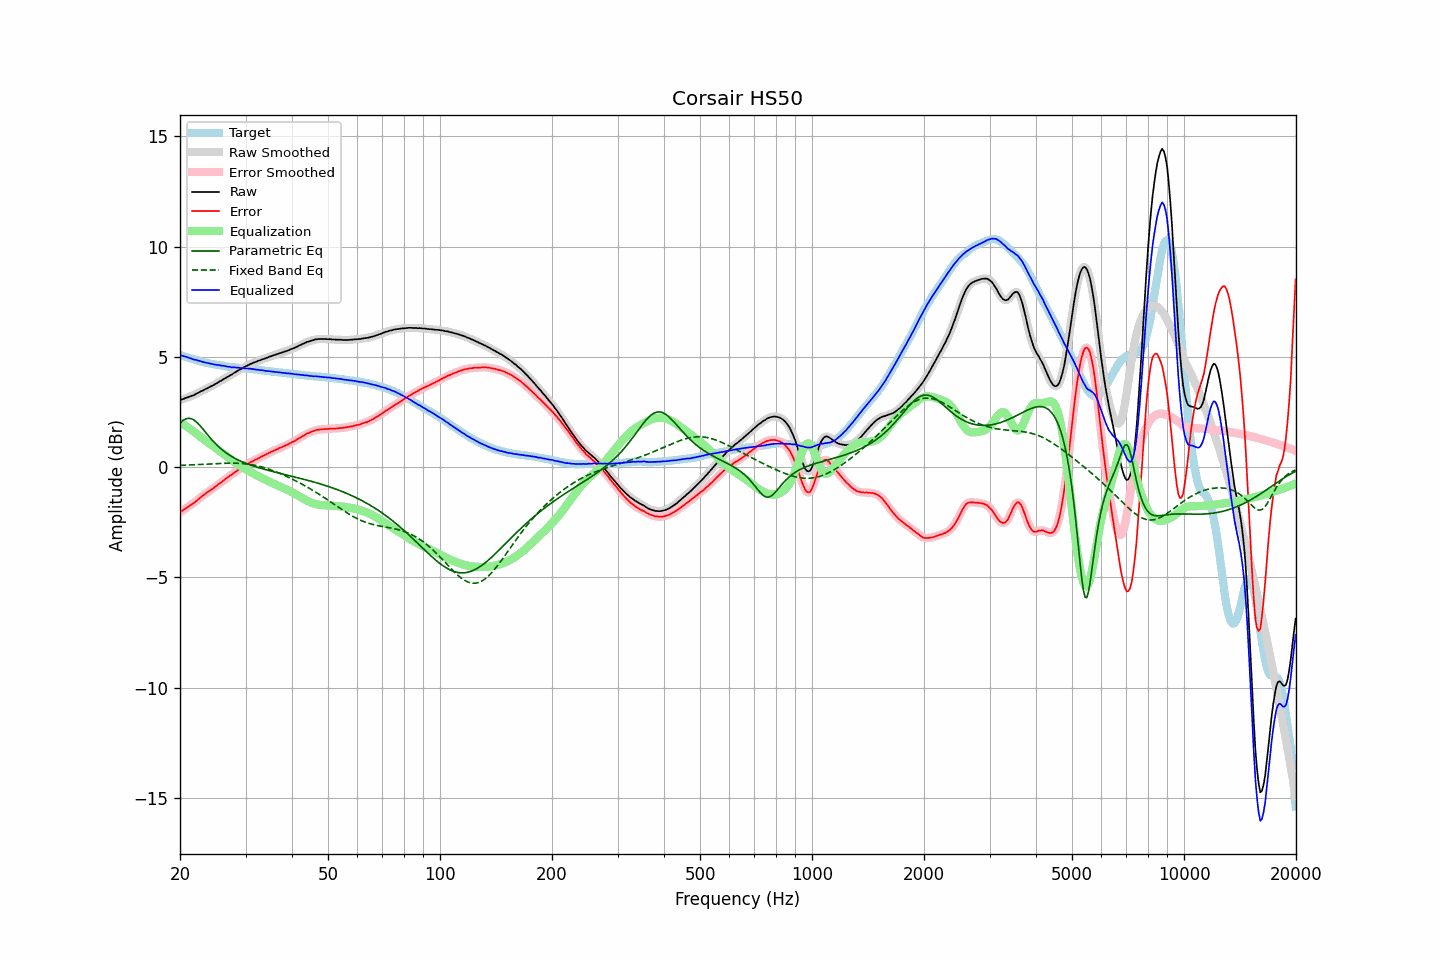 Corsair HS50
Target
Raw Smoothed
Error Smoothed
Raw
Error
Equalization
Parametric Eq
Fixed Band Eq
Equalized
15
10
5
0
−5
−10
−15
Amplitude (dBr)
20
50
100
200
500
1000
2000
5000
10000
20000
Frequency (Hz)